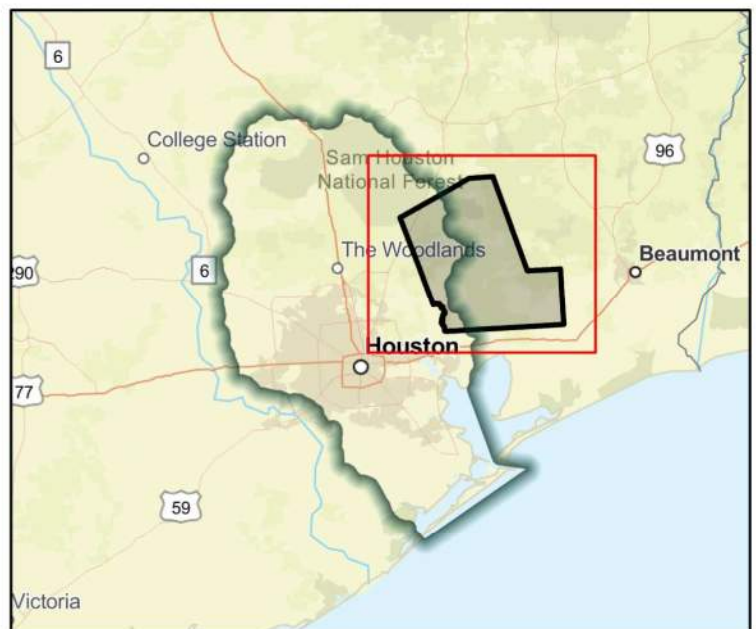 6
College Station
96
Sam Houston
National Forest
The Woodlands
290
6
Beaumont
Houston
77
59
Victoria